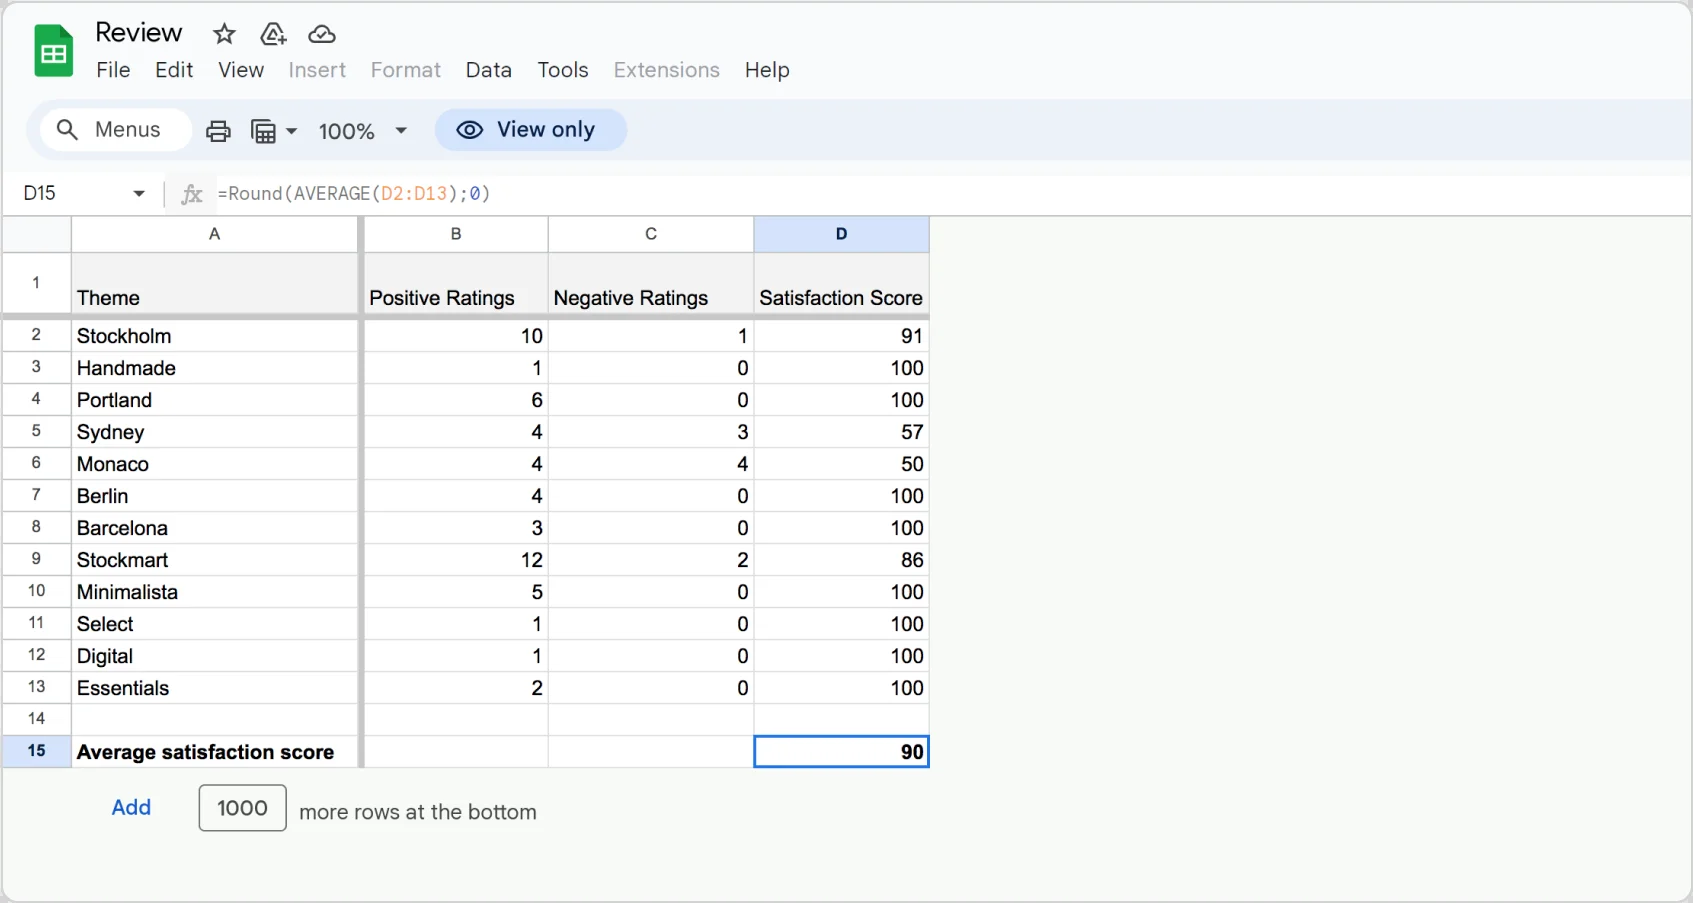 Review
File Edit View Insert Format Data Tools Extensions Help
Menus 100% View only
D15 fx =Round(AVERAGE(D2:D13);0)
A B C D
1 Theme Positive Ratings Negative Ratings Satisfaction Score
2 Stockholm 10 1 91
3 Handmade 1 0 100
4 Portland 6 0 100
5 Sydney 4 3 57
6 Monaco 4 4 50
7 Berlin 4 0 100
8 Barcelona 3 0 100
9 Stockmart 12 2 86
10 Minimalista 5 0 100
11 Select 1 0 100
12 Digital 1 0 100
13 Essentials 2 0 100
14
15 Average satisfaction score 90
Add 1000 more rows at the bottom